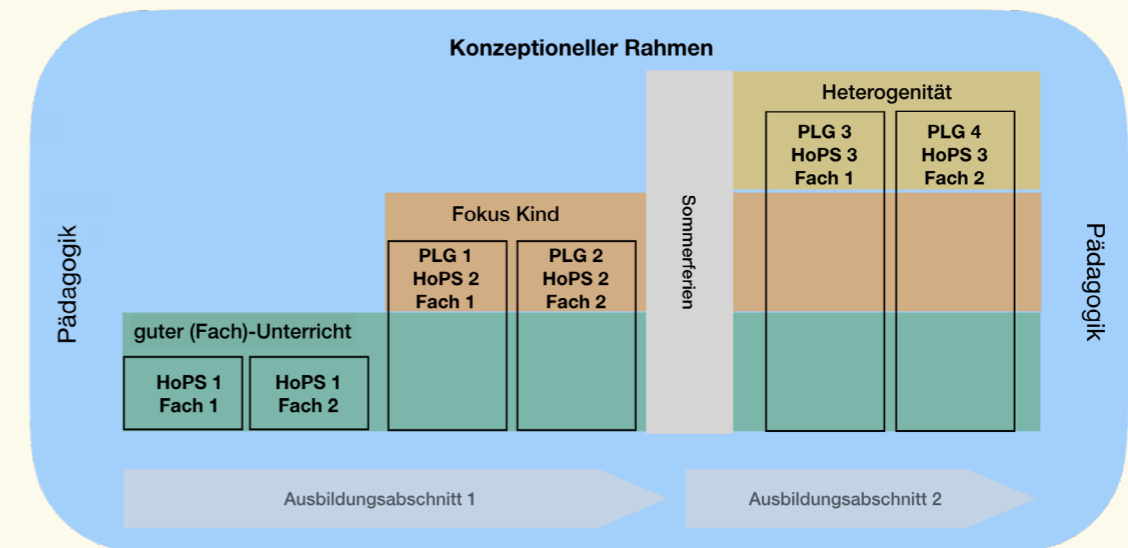 Konzeptioneller Rahmen
Pädagogik
guter (Fach)-Unterricht
HoPS 1
Fach 1
HoPS 1
Fach 2
Fokus Kind
PLG 1
HoPS 2
Fach 1
PLG 2
HoPS 2
Fach 2
Sommerferien
Heterogenität
PLG 3
HoPS 3
Fach 1
PLG 4
HoPS 3
Fach 2
Pädagogik
Ausbildungsabschnitt 1
Ausbildungsabschnitt 2